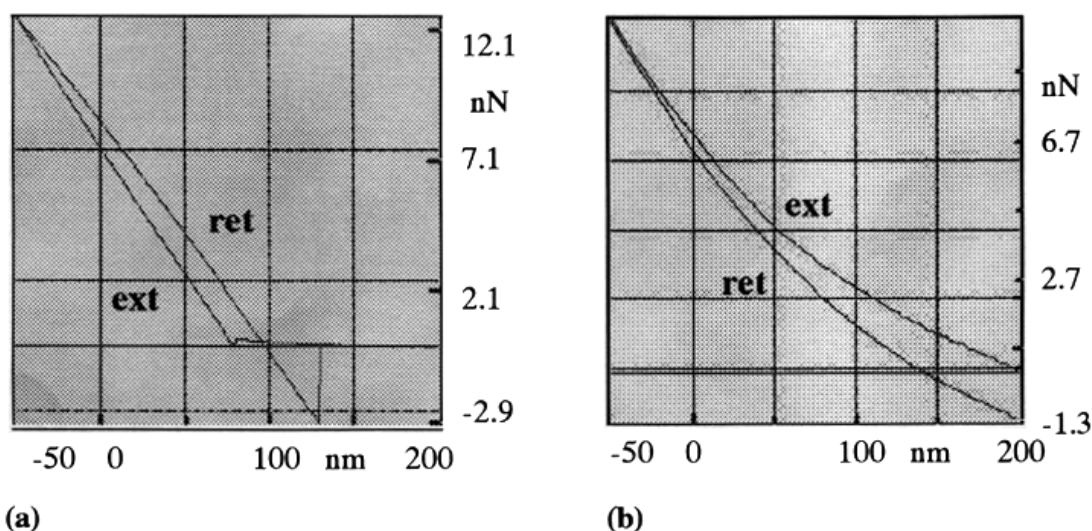 12.1
nN
7.1
ret
ext
2.1
-2.9
-50 0 100 nm 200
(a)
nN
6.7
ext
ret
2.7
-1.3
-50 0 100 nm 200
(b)